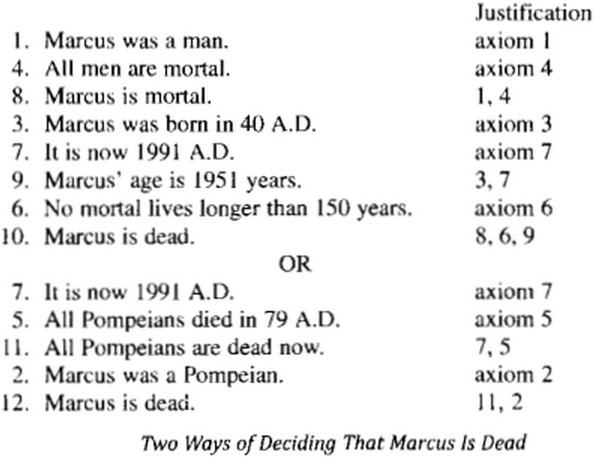 Justification
1. Marcus was a man. axiom 1
4. All men are mortal. axiom 4
8. Marcus is mortal. 1, 4
3. Marcus was born in 40 A.D. axiom 3
7. It is now 1991 A.D. axiom 7
9. Marcus' age is 1951 years. 3, 7
6. No mortal lives longer than 150 years. axiom 6
10. Marcus is dead. 8, 6, 9
OR
7. It is now 1991 A.D. axiom 7
5. All Pompeians died in 79 A.D. axiom 5
11. All Pompeians are dead now. 7, 5
2. Marcus was a Pompeian. axiom 2
12. Marcus is dead. 11, 2
Two Ways of Deciding That Marcus Is Dead